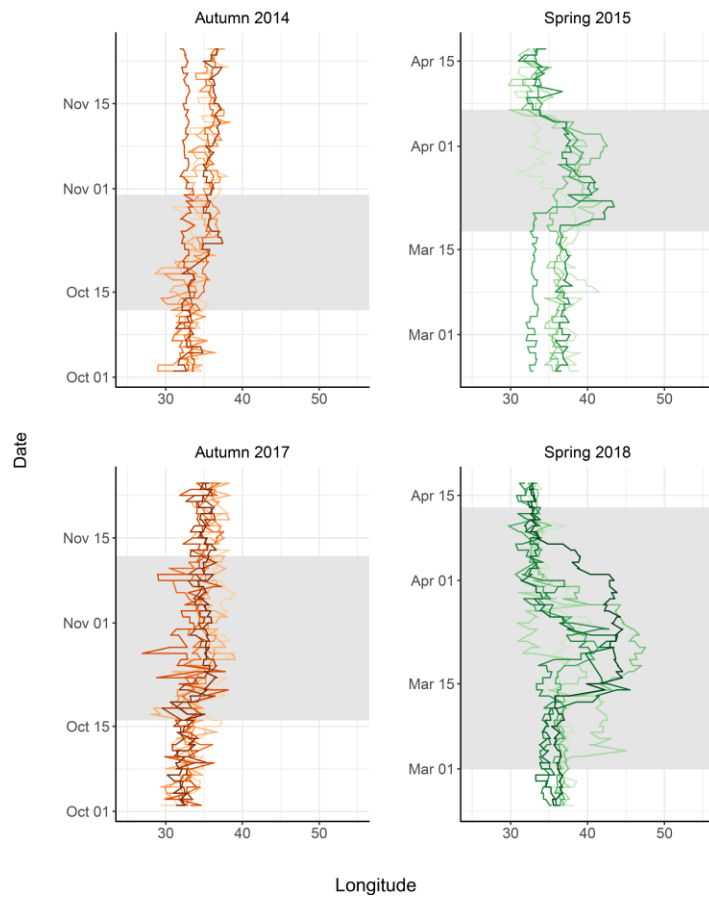 Autumn 2014
Spring 2015
Nov 15
Nov 01
Oct 15
Oct 01
30 40 50
Apr 15
Apr 01
Mar 15
Mar 01
30 40 50
Date
Autumn 2017
Spring 2018
Nov 15
Nov 01
Oct 15
Oct 01
30 40 50
Apr 15
Apr 01
Mar 15
Mar 01
30 40 50
Longitude